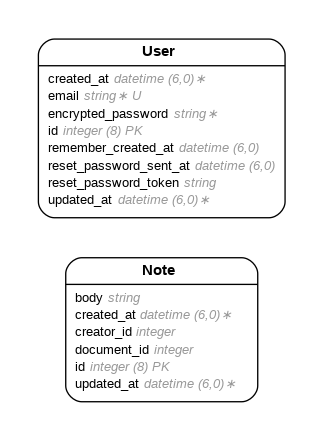 User
created_at datetime (6,0)∗
email string∗ U
encrypted_password string∗
id integer (8) PK
remember_created_at datetime (6,0)
reset_password_sent_at datetime (6,0)
reset_password_token string
updated_at datetime (6,0)∗
Note
body string
created_at datetime (6,0)∗
creator_id integer
document_id integer
id integer (8) PK
updated_at datetime (6,0)∗